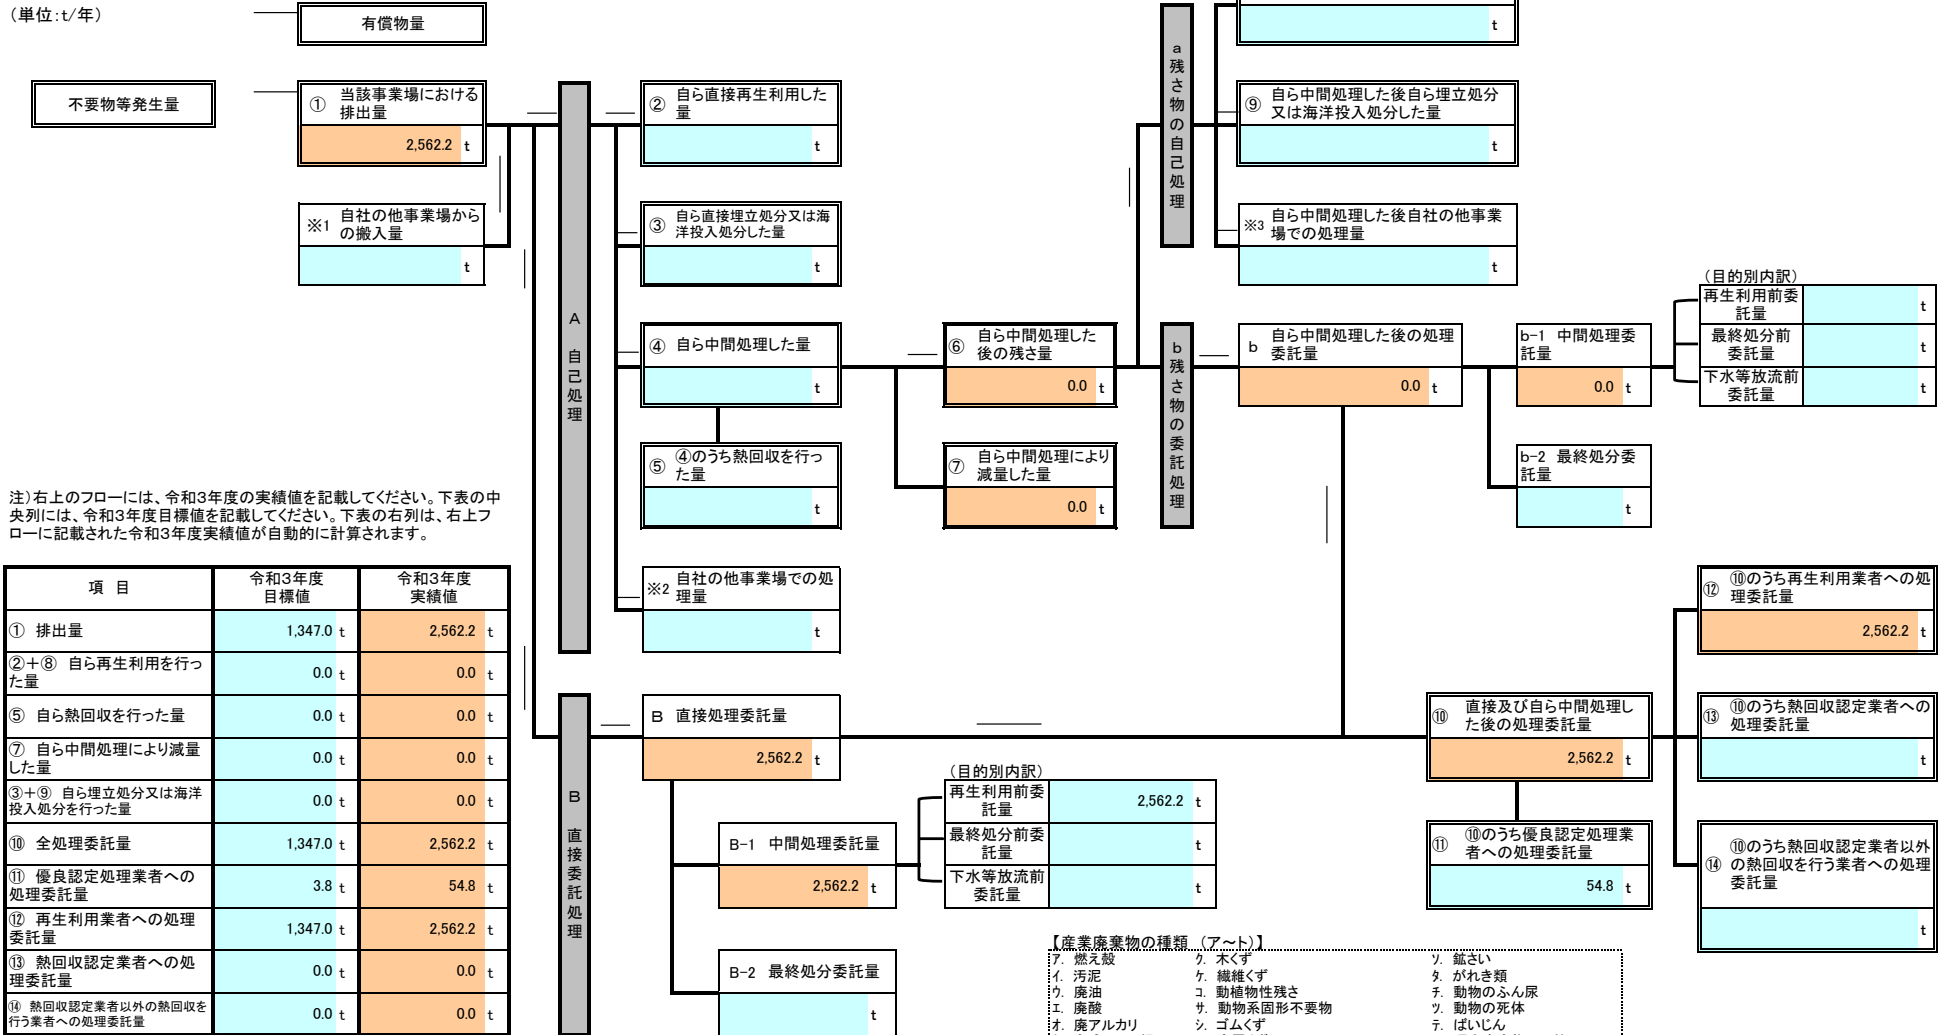 (単位:t/年)
有償物量
不要物等発生量
① 当該事業場における
排出量
2,562.2 t
※1 自社の他事業場から
の搬入量
t
A 自己処理
② 自ら直接再生利用した
量
t
③ 自ら直接埋立処分又は海
洋投入処分した量
t
④ 自ら中間処理した量
t
⑤ ④のうち熱回収を行っ
た量
t
※2 自社の他事業場での処
理量
t
⑥ 自ら中間処理した
後の残さ量
0.0 t
⑦ 自ら中間処理により
減量した量
0.0 t
a 残さ物の自己処理
t
⑨ 自ら中間処理した後自ら埋立処分
又は海洋投入処分した量
t
※3 自ら中間処理した後自社の他事業
場での処理量
t
b 残さ物の委託処理
b 自ら中間処理した後の処理
委託量
0.0 t
b-1 中間処理委
託量
0.0 t
b-2 最終処分委
託量
t
(目的別内訳)
再生利用前委
託量
t
最終処分前
委託量
t
下水等放流前
委託量
t
注)右上のフローには、令和3年度の実績値を記載してください。下表の中
央列には、令和3年度目標値を記載してください。下表の右列は、右上フ
ローに記載された令和3年度実績値が自動的に計算されます。
項 目 令和3年度
目標値 令和3年度
実績値
① 排出量 1,347.0 t 2,562.2 t
②+⑧ 自ら再生利用を行っ
た量 0.0 t 0.0 t
⑤ 自ら熱回収を行った量 0.0 t 0.0 t
⑦ 自ら中間処理により減量
した量 0.0 t 0.0 t
③+⑨ 自ら埋立処分又は海洋
投入処分を行った量 0.0 t 0.0 t
⑩ 全処理委託量 1,347.0 t 2,562.2 t
⑪ 優良認定処理業者への
処理委託量 3.8 t 54.8 t
⑫ 再生利用業者への処理
委託量 1,347.0 t 2,562.2 t
⑬ 熱回収認定業者への処
理委託量 0.0 t 0.0 t
⑭ 熱回収認定業者以外の熱回収を
行う業者への処理委託量 0.0 t 0.0 t
B 直接委託処理
B 直接処理委託量
2,562.2 t
B-1 中間処理委託量
2,562.2 t
B-2 最終処分委託量
t
(目的別内訳)
再生利用前委
託量
2,562.2 t
最終処分前委
託量
t
下水等放流前
委託量
t
⑩ 直接及び自ら中間処理し
た後の処理委託量
2,562.2 t
⑪ ⑩のうち優良認定処理業
者への処理委託量
54.8 t
⑫ ⑩のうち再生利用業者への処
理委託量
2,562.2 t
⑬ ⑩のうち熱回収認定業者への
処理委託量
t
⑭ ⑩のうち熱回収認定業者以外
の熱回収を行う業者への処理
委託量
t
【産業廃棄物の種類 (ア~ト)】
ア. 燃え殻 ク. 木くず ソ. 鉱さい
イ. 汚泥 ケ. 繊維くず タ. がれき類
ウ. 廃油 コ. 動植物性残さ チ. 動物のふん尿
エ. 廃酸 サ. 動物系固形不要物 ツ. 動物の死体
オ. 廃アルカリ シ. ゴムくず テ. ばいじん